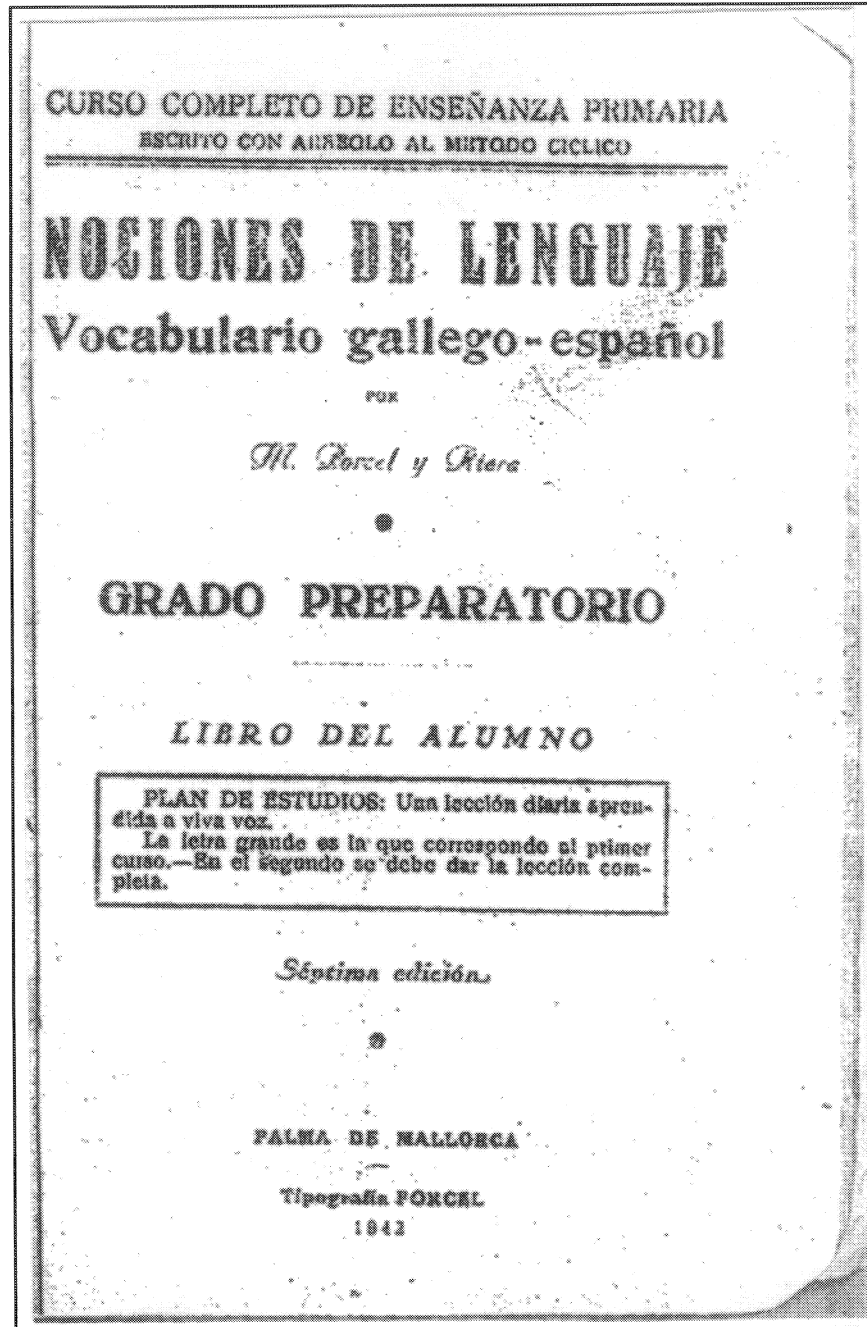 CURSO COMPLETO DE ENSEÑANZA PRIMARIA
ESCRITO CON ARREGLO AL METODO CICLICO
NOCIONES DE LENGUAJE
Vocabulario gallego-español
POR
M. Porcel y Riera
GRADO PREPARATORIO
LIBRO DEL ALUMNO
PLAN DE ESTUDIOS: Una lección diaria apren-
dida a viva voz.
La letra grande es la que corresponde al primer
curso.—En el segundo se debe dar la lección com-
pleta.
Séptima edición
PALMA DE MALLORCA
Tipografía PORCEL